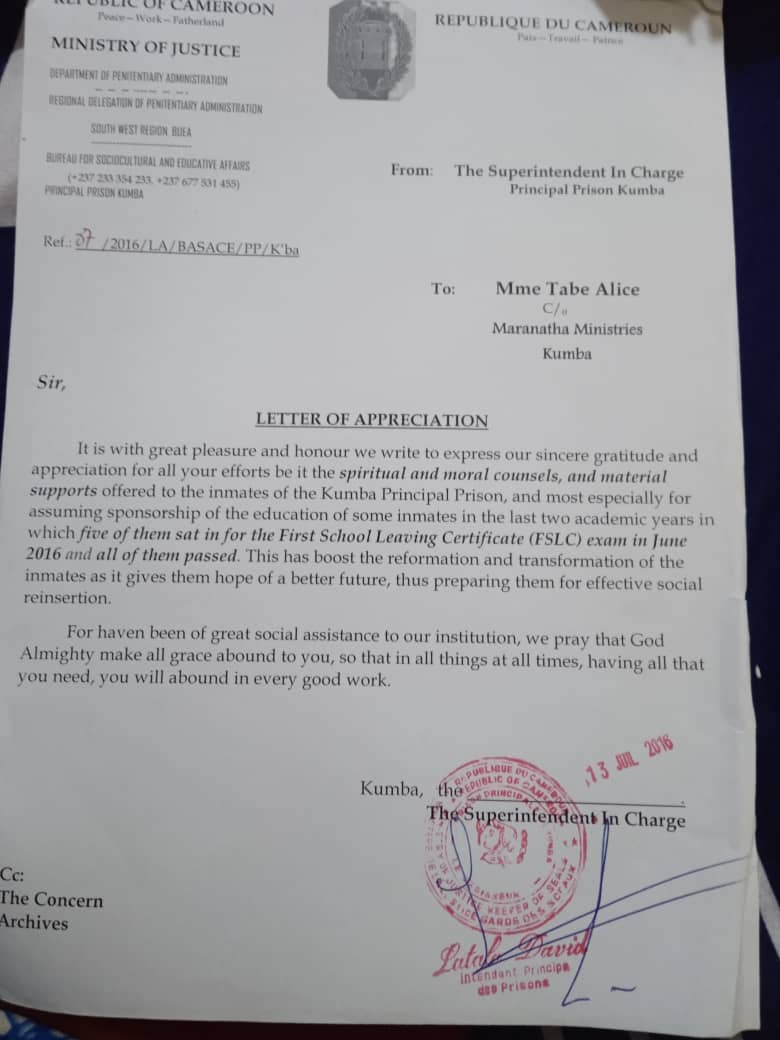 REPUBLIC OF CAMEROON
Peace – Work – Fatherland
MINISTRY OF JUSTICE
DEPARTMENT OF PENITENTIARY ADMINISTRATION
REGIONAL DELEGATION OF PENITENTIARY ADMINISTRATION
SOUTH WEST REGION, BUEA
BUREAU FOR SOCIOCULTURAL AND EDUCATIVE AFFAIRS
(+237 233 354 233, +237 677 531 455)
PRINCIPAL PRISON KUMBA
REPUBLIQUE DU CAMEROUN
Paix – Travail – Patrie
From: The Superintendent In Charge
Principal Prison Kumba
Ref.: 07 /2016/LA/BASACE/PP/K'ba
To: Mme Tabe Alice
C/o
Maranatha Ministries
Kumba
Sir,
LETTER OF APPRECIATION
It is with great pleasure and honour we write to express our sincere gratitude and
appreciation for all your efforts be it the spiritual and moral counsels, and material
supports offered to the inmates of the Kumba Principal Prison, and most especially for
assuming sponsorship of the education of some inmates in the last two academic years in
which five of them sat in for the First School Leaving Certificate (FSLC) exam in June
2016 and all of them passed. This has boost the reformation and transformation of the
inmates as it gives them hope of a better future, thus preparing them for effective social
reinsertion.
For haven been of great social assistance to our institution, we pray that God
Almighty make all grace abound to you, so that in all things at all times, having all that
you need, you will abound in every good work.
13 JUIL 2016
Kumba, the
The Superintendent In Charge
REPUBLIQUE DU CAMEROUN
REPUBLIC OF CAMEROON
PRISON PRINCIPALE
KEEPER OF SEALS
GARDE DES SCEAUX
David
Intendant Principa
des Prisons
Cc:
The Concern
Archives